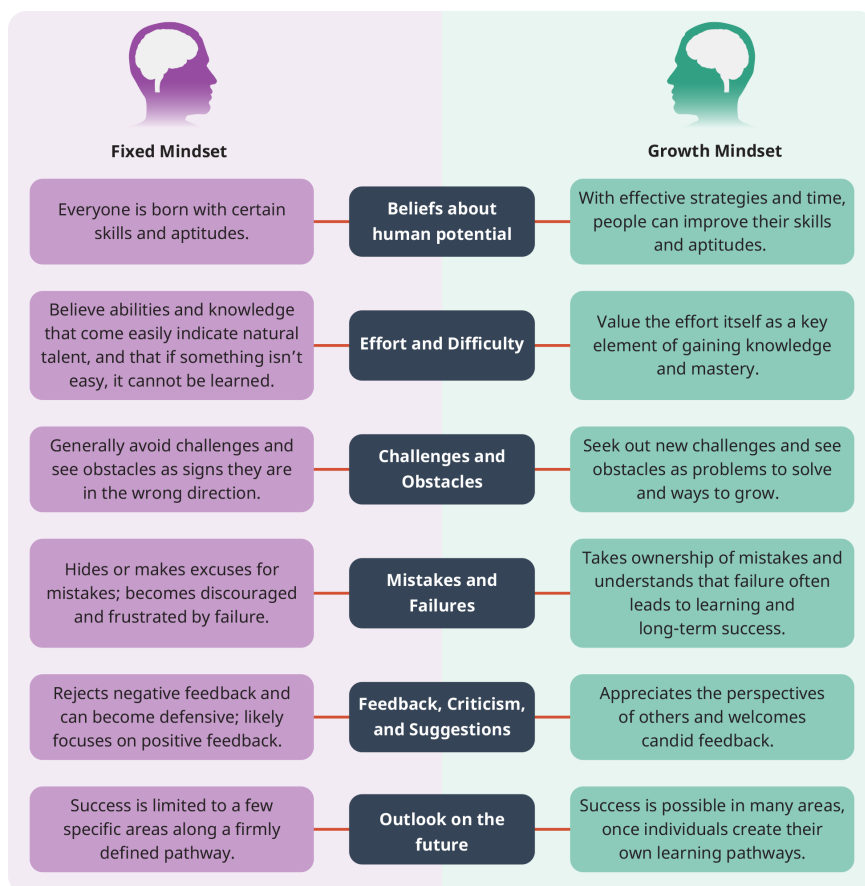 Fixed Mindset
Growth Mindset
Everyone is born with certain
skills and aptitudes.
Beliefs about
human potential
With effective strategies and time,
people can improve their skills
and aptitudes.
Believe abilities and knowledge
that come easily indicate natural
talent, and that if something isn’t
easy, it cannot be learned.
Effort and Difficulty
Value the effort itself as a key
element of gaining knowledge
and mastery.
Generally avoid challenges and
see obstacles as signs they are
in the wrong direction.
Challenges and
Obstacles
Seek out new challenges and see
obstacles as problems to solve
and ways to grow.
Hides or makes excuses for
mistakes; becomes discouraged
and frustrated by failure.
Mistakes and
Failures
Takes ownership of mistakes and
understands that failure often
leads to learning and
long-term success.
Rejects negative feedback and
can become defensive; likely
focuses on positive feedback.
Feedback, Criticism,
and Suggestions
Appreciates the perspectives
of others and welcomes
candid feedback.
Success is limited to a few
specific areas along a firmly
defined pathway.
Outlook on the
future
Success is possible in many areas,
once individuals create their
own learning pathways.